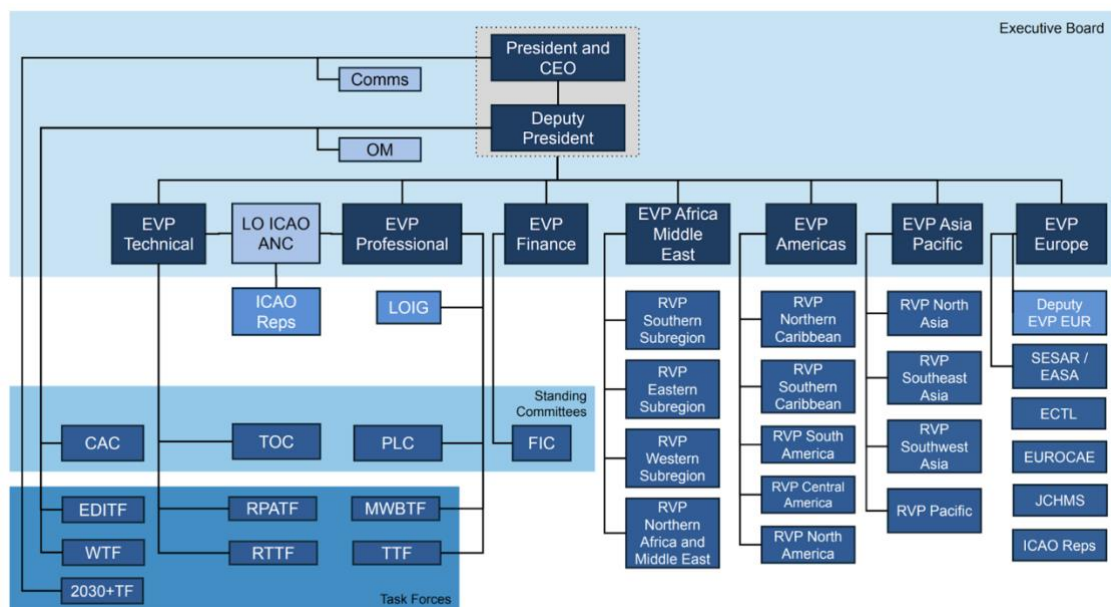 Executive Board
President and
CEO
Comms
Deputy
President
OM
EVP
Technical
LO ICAO
ANC
EVP
Professional
EVP
Finance
EVP Africa
Middle
East
EVP
Americas
EVP Asia
Pacific
EVP
Europe
ICAO
Reps
LOIG
RVP
Southern
Subregion
RVP
Eastern
Subregion
RVP
Western
Subregion
RVP
Northern
Africa and
Middle East
RVP
Northern
Caribbean
RVP
Southern
Caribbean
RVP South
America
RVP Central
America
RVP North
America
RVP North
Asia
RVP
Southeast
Asia
RVP
Southwest
Asia
RVP Pacific
Deputy
EVP EUR
SESAR /
EASA
ECTL
EUROCAE
JCHMS
ICAO Reps
Standing
Committees
CAC
TOC
PLC
FIC
EDITF
RPATF
MWBTF
WTF
RTTF
TTF
2030+TF
Task Forces